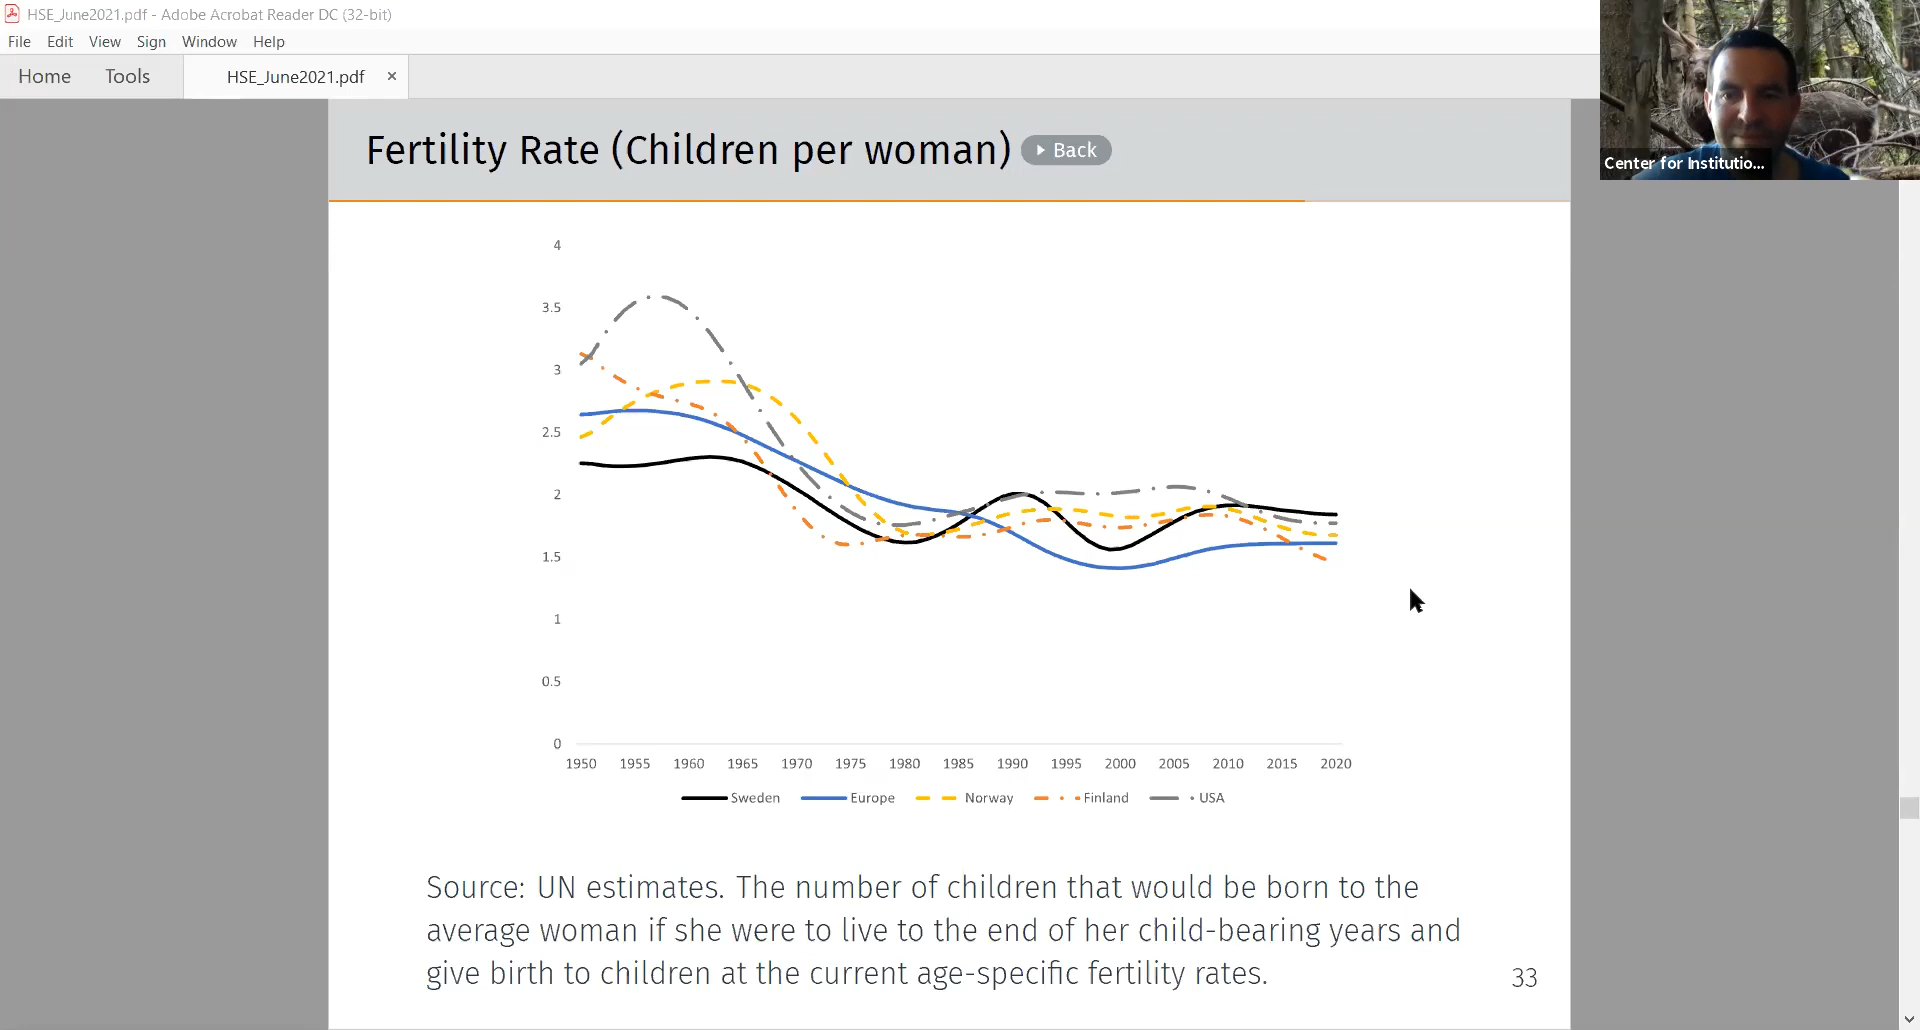 HSE_June2021.pdf - Adobe Acrobat Reader DC (32-bit)
File Edit View Sign Window Help
Home Tools HSE_June2021.pdf ×
Center for Institutio...
Fertility Rate (Children per woman) Back
4
3.5
3
2.5
2
1.5
1
0.5
0
1950 1955 1960 1965 1970 1975 1980 1985 1990 1995 2000 2005 2010 2015 2020
Sweden Europe Norway Finland USA
Source: UN estimates. The number of children that would be born to the
average woman if she were to live to the end of her child-bearing years and
give birth to children at the current age-specific fertility rates.
33